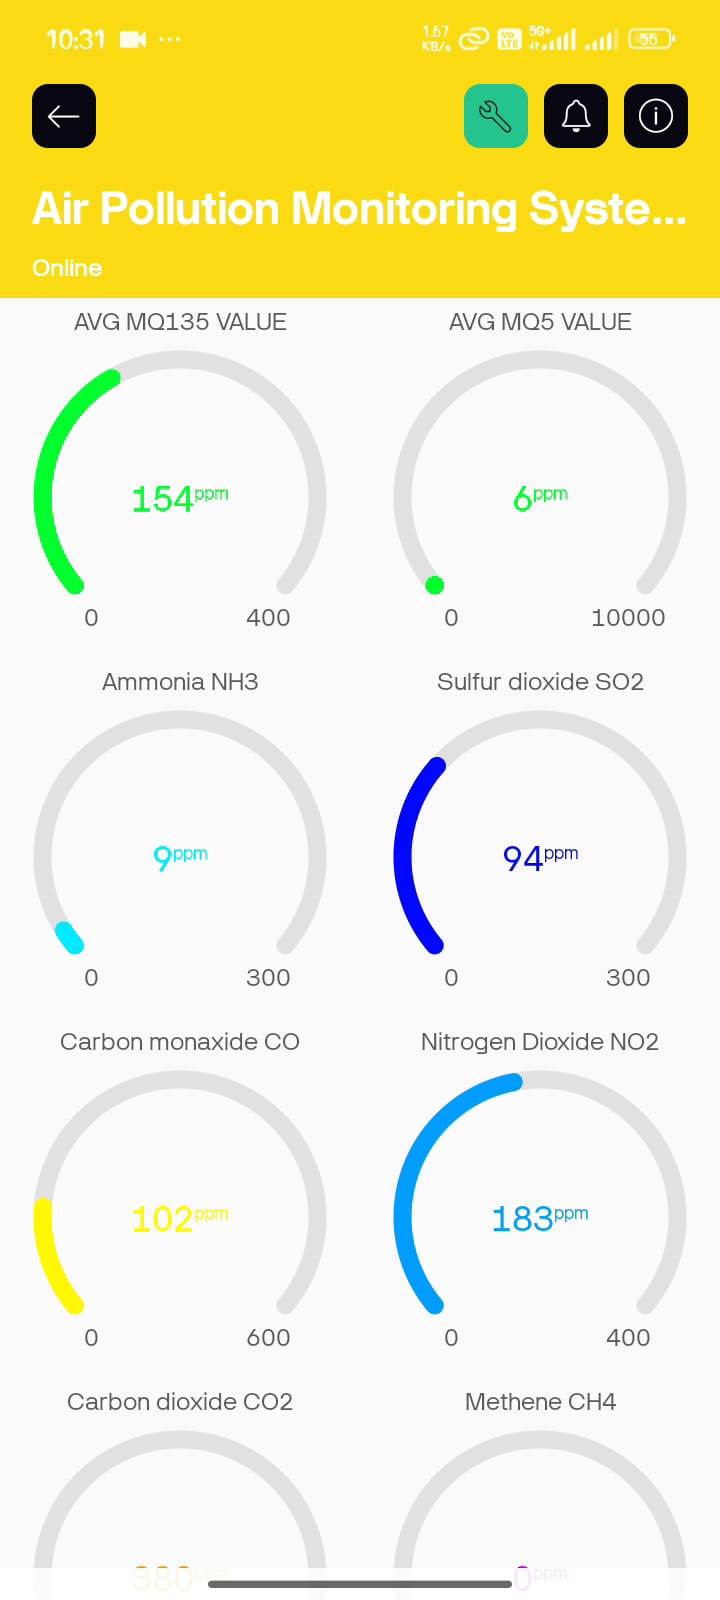 10:31
1.67 KB/s
Vo LTE
5G+
55
Air Pollution Monitoring Syste...
Online
AVG MQ135 VALUE
AVG MQ5 VALUE
154ppm
6ppm
0 400
0 10000
Ammonia NH3
Sulfur dioxide SO2
9ppm
94ppm
0 300
0 300
Carbon monaxide CO
Nitrogen Dioxide NO2
102ppm
183ppm
0 600
0 400
Carbon dioxide CO2
Methene CH4
380ppm
0ppm